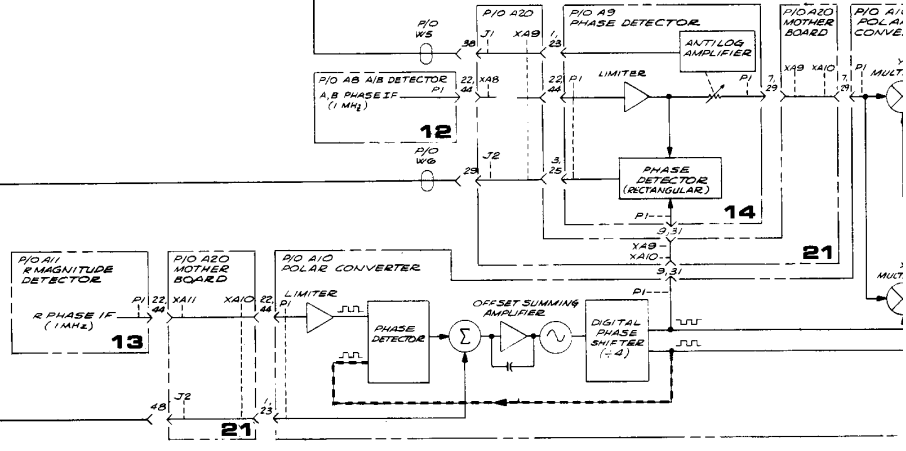 P/O
W5
38
P/O A20
J1
XA9
1,
23
P/O A9
PHASE DETECTOR
ANTILOG
AMPLIFIER
P/O A20
MOTHER
BOARD
P/O A10
POLAR
P/O A8 A/B DETECTOR
P1
A,B PHASE IF
(1 MHz)
12
22,
44
XA8
22,
44
P1
LIMITER
P1
7,
29
XA9
XA10
7,
29
P1
P/O
W6
29
J2
3,
25
PHASE
DETECTOR
(RECTANGULAR)
14
P1
9,31
XA9
XA10
21
9,31
P1
P/O A11
R MAGNITUDE
DETECTOR
P1
R PHASE IF
(1 MHz)
13
22,
44
P/O A20
MOTHER
BOARD
XA11
XA10
22,
44
P/O A10
POLAR CONVERTER
P1
LIMITER
PHASE
DETECTOR
Σ
OFFSET SUMMING
AMPLIFIER
DIGITAL
PHASE
SHIFTER
(÷4)
48
J2
1,
23
21